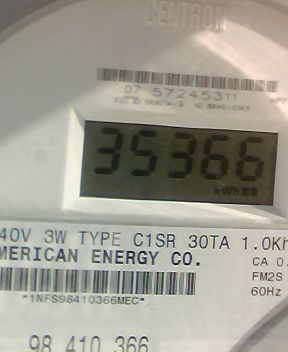 CENTRON
07 57245311
35366
kWh
40V 3W TYPE C1SR 30TA 1.0Kh
MERICAN ENERGY CO.
CA 0.
FM2S
60Hz
*1NFS98410366MEC*
98 410 366